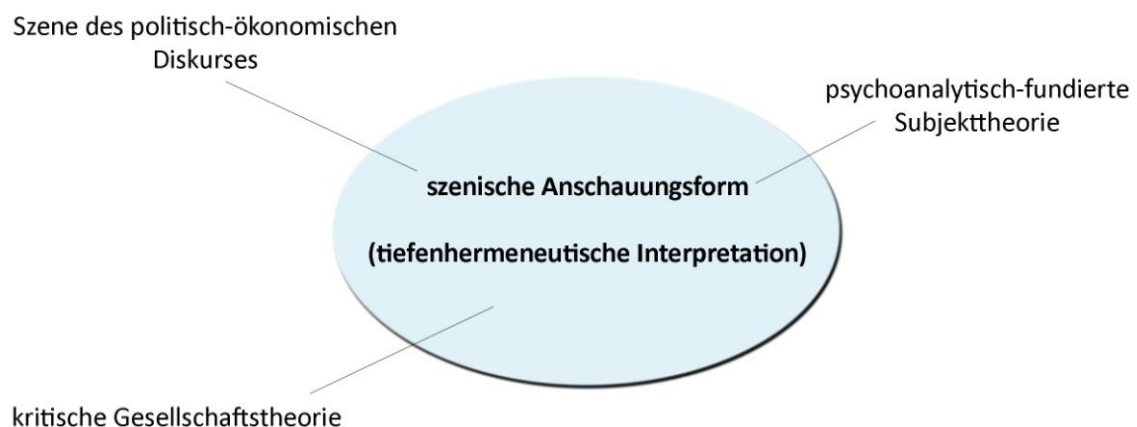 Szene des politisch-ökonomischen
Diskurses
psychoanalytisch-fundierte
Subjekttheorie
szenische Anschauungsform
(tiefenhermeneutische Interpretation)
kritische Gesellschaftstheorie